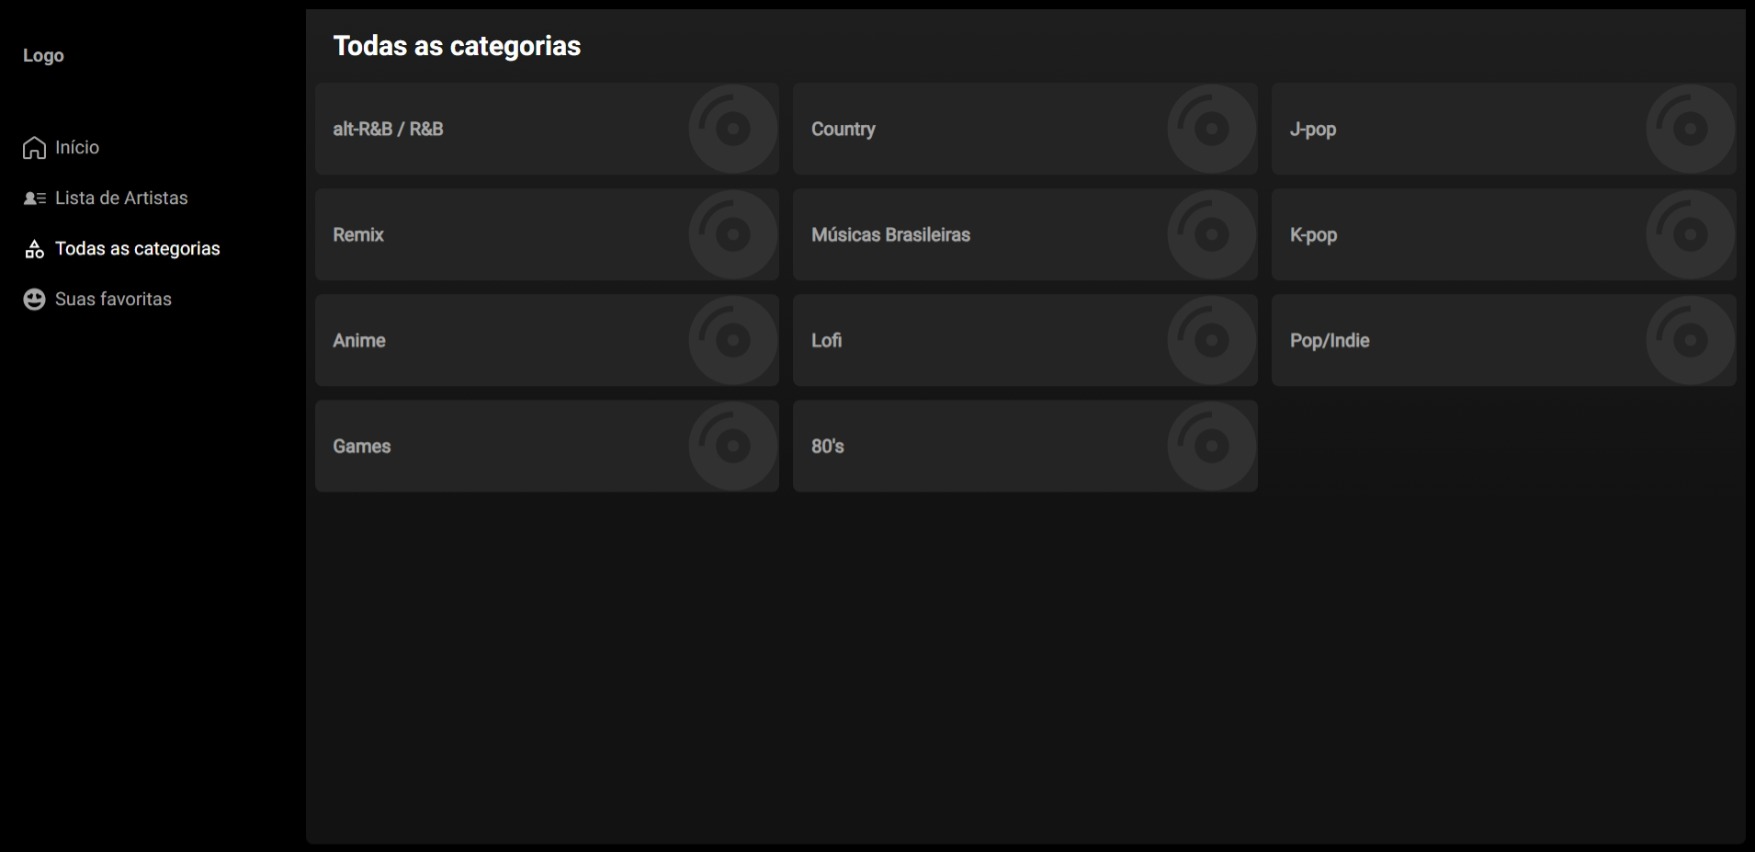 Logo
Início
Lista de Artistas
Todas as categorias
Suas favoritas
Todas as categorias
alt-R&B / R&B
Country
J-pop
Remix
Músicas Brasileiras
K-pop
Anime
Lofi
Pop/Indie
Games
80's